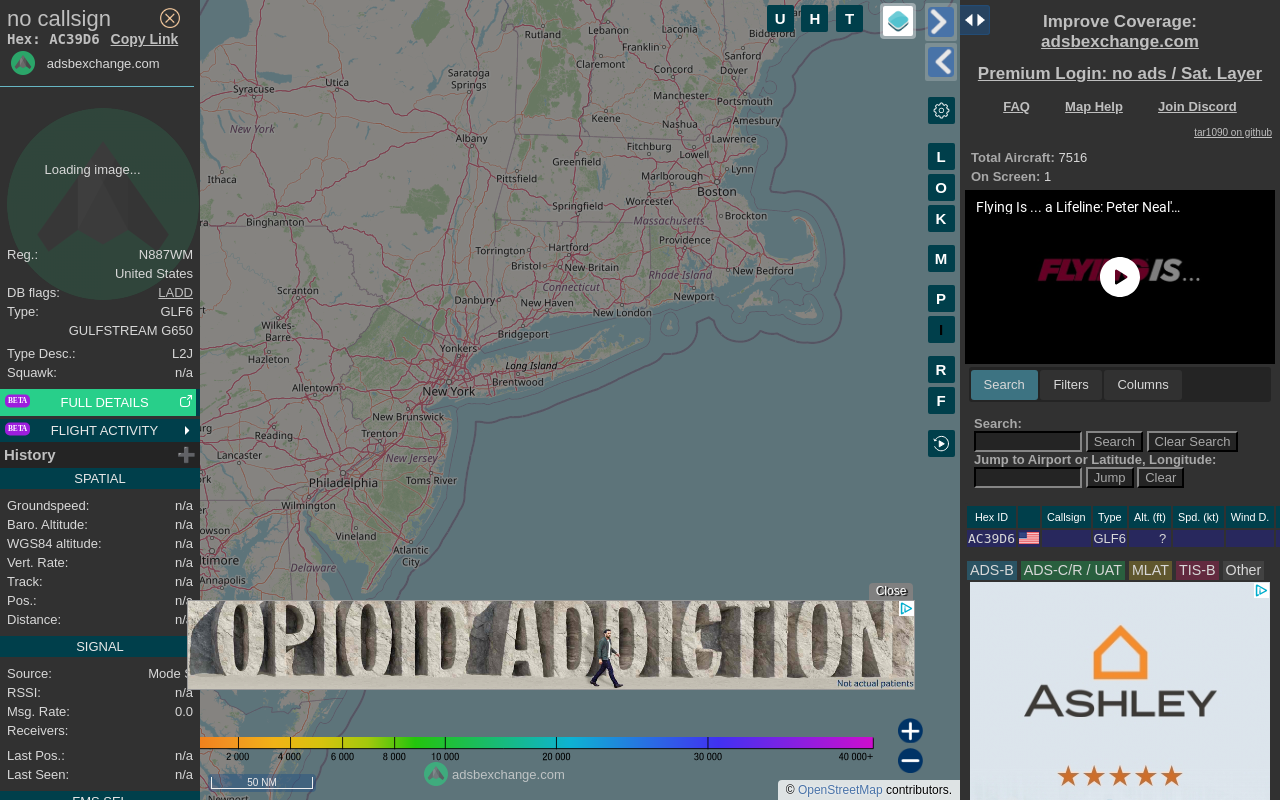 no callsign
Hex: AC39D6 Copy Link
adsbexchange.com
Loading image...
Reg.: N887WM
United States
DB flags: LADD
Type: GLF6
GULFSTREAM G650
Type Desc.: L2J
Squawk: n/a
BETA FULL DETAILS
BETA FLIGHT ACTIVITY
History
SPATIAL
Groundspeed: n/a
Baro. Altitude: n/a
WGS84 altitude: n/a
Vert. Rate: n/a
Track: n/a
Pos.: n/a
Distance: n/a
SIGNAL
Source: Mode S
RSSI: n/a
Msg. Rate: 0.0
Receivers:
Last Pos.: n/a
Last Seen: n/a
FMS SEL
U H T
L
O
K
M
P
I
R
F
Rutland
Lebanon
Laconia
Biddeford
Franklin
Sanford
Claremont
Concord
Dover
Saratoga
Springs
Utica
Syracuse
Manchester
Portsmouth
Keene
Nashua
Amesbury
New York
Albany
Lawrence
Fitchburg
Lowell
Greenfield
Lynn
Ithaca
Pittsfield
Marlborough
Boston
Worcester
Springfield
Massachusetts
Brockton
Binghamton
Providence
Torrington
Hartford
Bristol
New Britain
Rhode Island
New Bedford
Connecticut
Scranton
Danbury
New Haven
Newport
New London
Wilkes-
Barre
Bridgeport
Yonkers
Hazleton
Long Island
Brentwood
Allentown
New York
New Brunswick
Reading
Trenton
Lancaster
New Jersey
Philadelphia
Toms River
Wilmington
Vineland
Atlantic
City
Annapolis
Delaware
Close
OPIOID ADDICTION
Not actual patients
2 000 4 000 6 000 8 000 10 000 20 000 30 000 40 000+
adsbexchange.com
50 NM
© OpenStreetMap contributors.
Improve Coverage:
adsbexchange.com
Premium Login: no ads / Sat. Layer
FAQ Map Help Join Discord
tar1090 on github
Total Aircraft: 7516
On Screen: 1
Flying Is ... a Lifeline: Peter Neal'...
FLYING IS...
Search Filters Columns
Search:
Search Clear Search
Jump to Airport or Latitude, Longitude:
Jump Clear
Hex ID Callsign Type Alt. (ft) Spd. (kt) Wind D.
AC39D6 GLF6 ?
ADS-B ADS-C/R / UAT MLAT TIS-B Other
ASHLEY